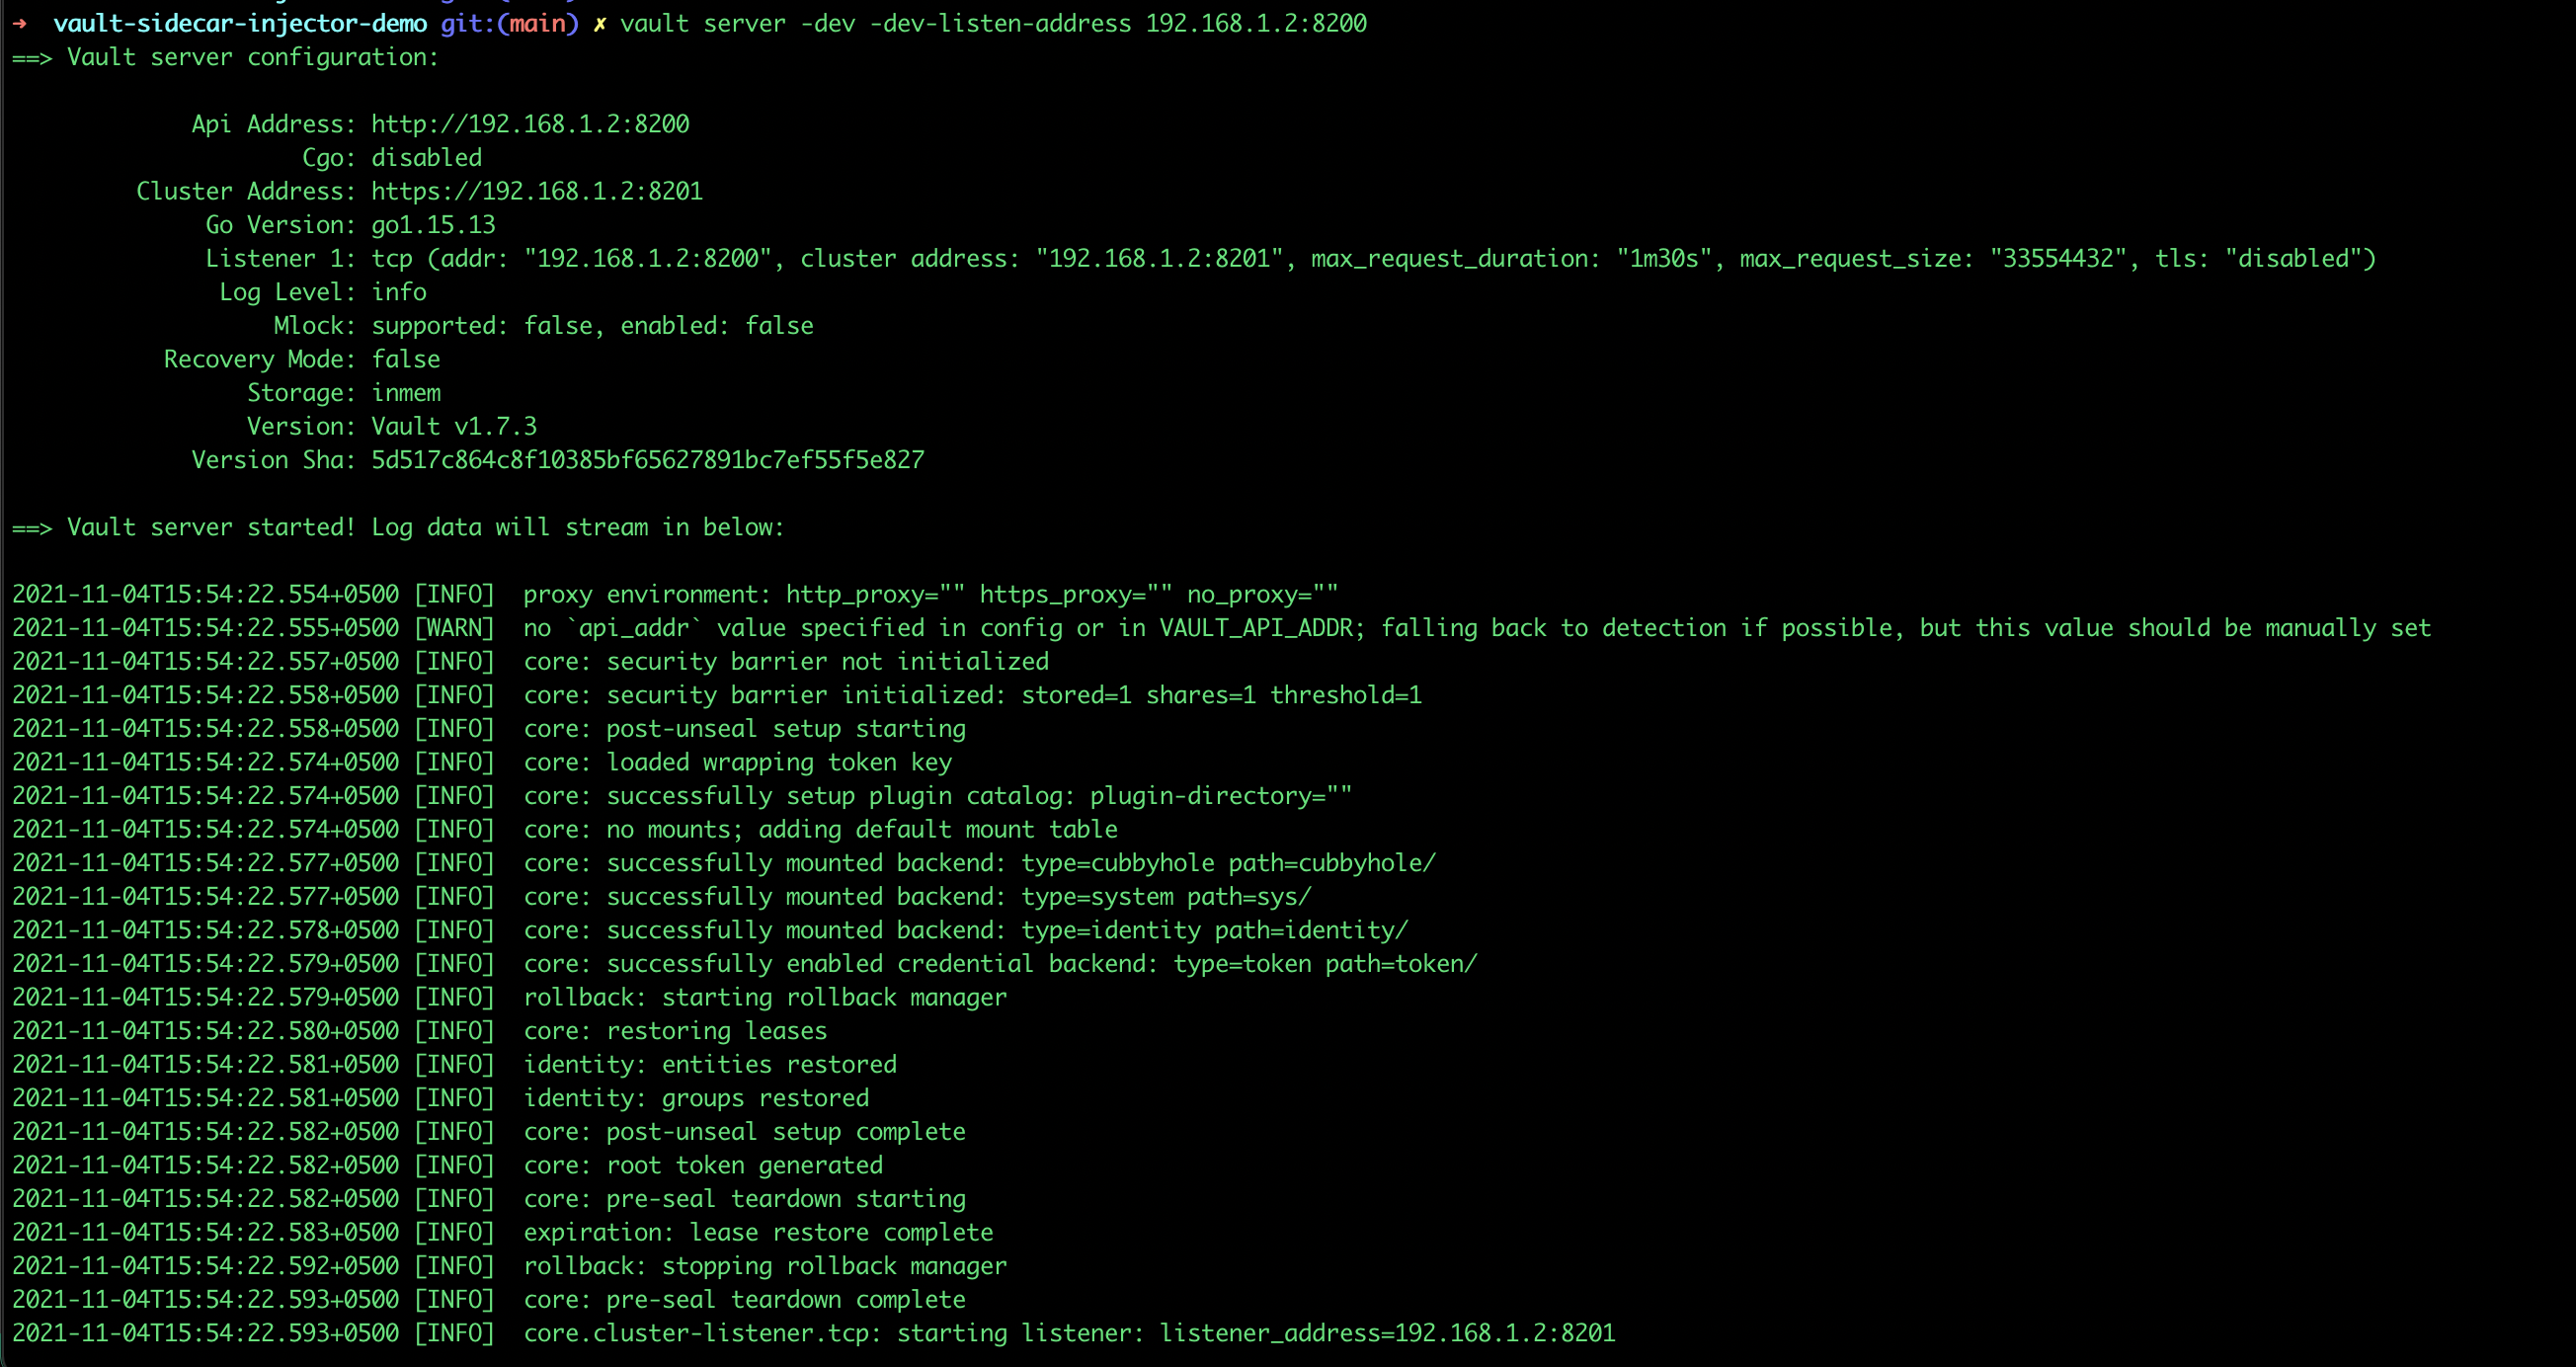 ➜  vault-sidecar-injector-demo git:(main) ✗ vault server -dev -dev-listen-address 192.168.1.2:8200
==> Vault server configuration:

             Api Address: http://192.168.1.2:8200
                     Cgo: disabled
         Cluster Address: https://192.168.1.2:8201
              Go Version: go1.15.13
              Listener 1: tcp (addr: "192.168.1.2:8200", cluster address: "192.168.1.2:8201", max_request_duration: "1m30s", max_request_size: "33554432", tls: "disabled")
               Log Level: info
                   Mlock: supported: false, enabled: false
           Recovery Mode: false
                 Storage: inmem
                 Version: Vault v1.7.3
             Version Sha: 5d517c864c8f10385bf65627891bc7ef55f5e827

==> Vault server started! Log data will stream in below:

2021-11-04T15:54:22.554+0500 [INFO]  proxy environment: http_proxy="" https_proxy="" no_proxy=""
2021-11-04T15:54:22.555+0500 [WARN]  no `api_addr` value specified in config or in VAULT_API_ADDR; falling back to detection if possible, but this value should be manually set
2021-11-04T15:54:22.557+0500 [INFO]  core: security barrier not initialized
2021-11-04T15:54:22.558+0500 [INFO]  core: security barrier initialized: stored=1 shares=1 threshold=1
2021-11-04T15:54:22.558+0500 [INFO]  core: post-unseal setup starting
2021-11-04T15:54:22.574+0500 [INFO]  core: loaded wrapping token key
2021-11-04T15:54:22.574+0500 [INFO]  core: successfully setup plugin catalog: plugin-directory=""
2021-11-04T15:54:22.574+0500 [INFO]  core: no mounts; adding default mount table
2021-11-04T15:54:22.577+0500 [INFO]  core: successfully mounted backend: type=cubbyhole path=cubbyhole/
2021-11-04T15:54:22.577+0500 [INFO]  core: successfully mounted backend: type=system path=sys/
2021-11-04T15:54:22.578+0500 [INFO]  core: successfully mounted backend: type=identity path=identity/
2021-11-04T15:54:22.579+0500 [INFO]  core: successfully enabled credential backend: type=token path=token/
2021-11-04T15:54:22.579+0500 [INFO]  rollback: starting rollback manager
2021-11-04T15:54:22.580+0500 [INFO]  core: restoring leases
2021-11-04T15:54:22.581+0500 [INFO]  identity: entities restored
2021-11-04T15:54:22.581+0500 [INFO]  identity: groups restored
2021-11-04T15:54:22.582+0500 [INFO]  core: post-unseal setup complete
2021-11-04T15:54:22.582+0500 [INFO]  core: root token generated
2021-11-04T15:54:22.582+0500 [INFO]  core: pre-seal teardown starting
2021-11-04T15:54:22.583+0500 [INFO]  expiration: lease restore complete
2021-11-04T15:54:22.592+0500 [INFO]  rollback: stopping rollback manager
2021-11-04T15:54:22.593+0500 [INFO]  core: pre-seal teardown complete
2021-11-04T15:54:22.593+0500 [INFO]  core.cluster-listener.tcp: starting listener: listener_address=192.168.1.2:8201